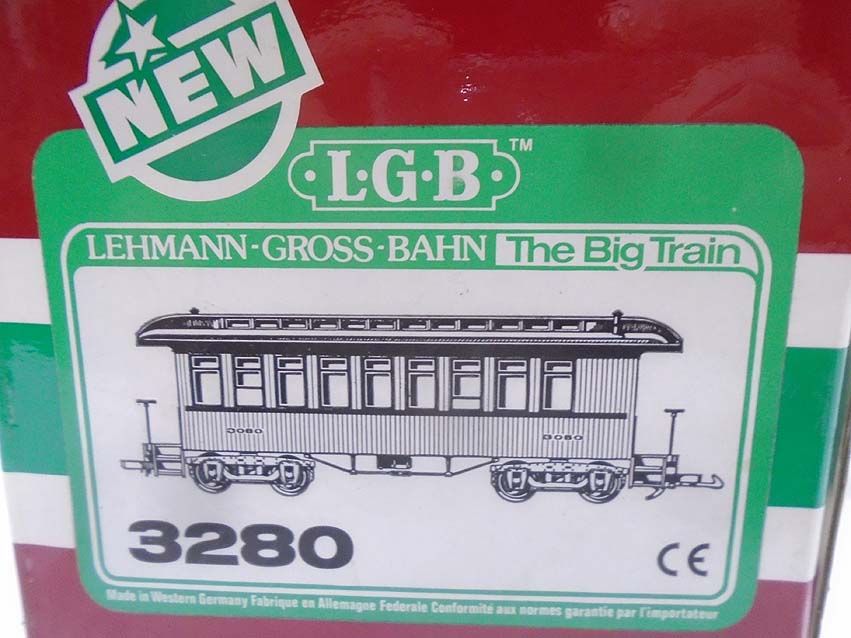 NEW
·L·G·B· ™
LEHMANN-GROSS-BAHN The Big Train
3080 3080
3280 CE
Made in Western Germany Fabrique en Allemagne Federale Conformité aux normes garantie par l'importateur